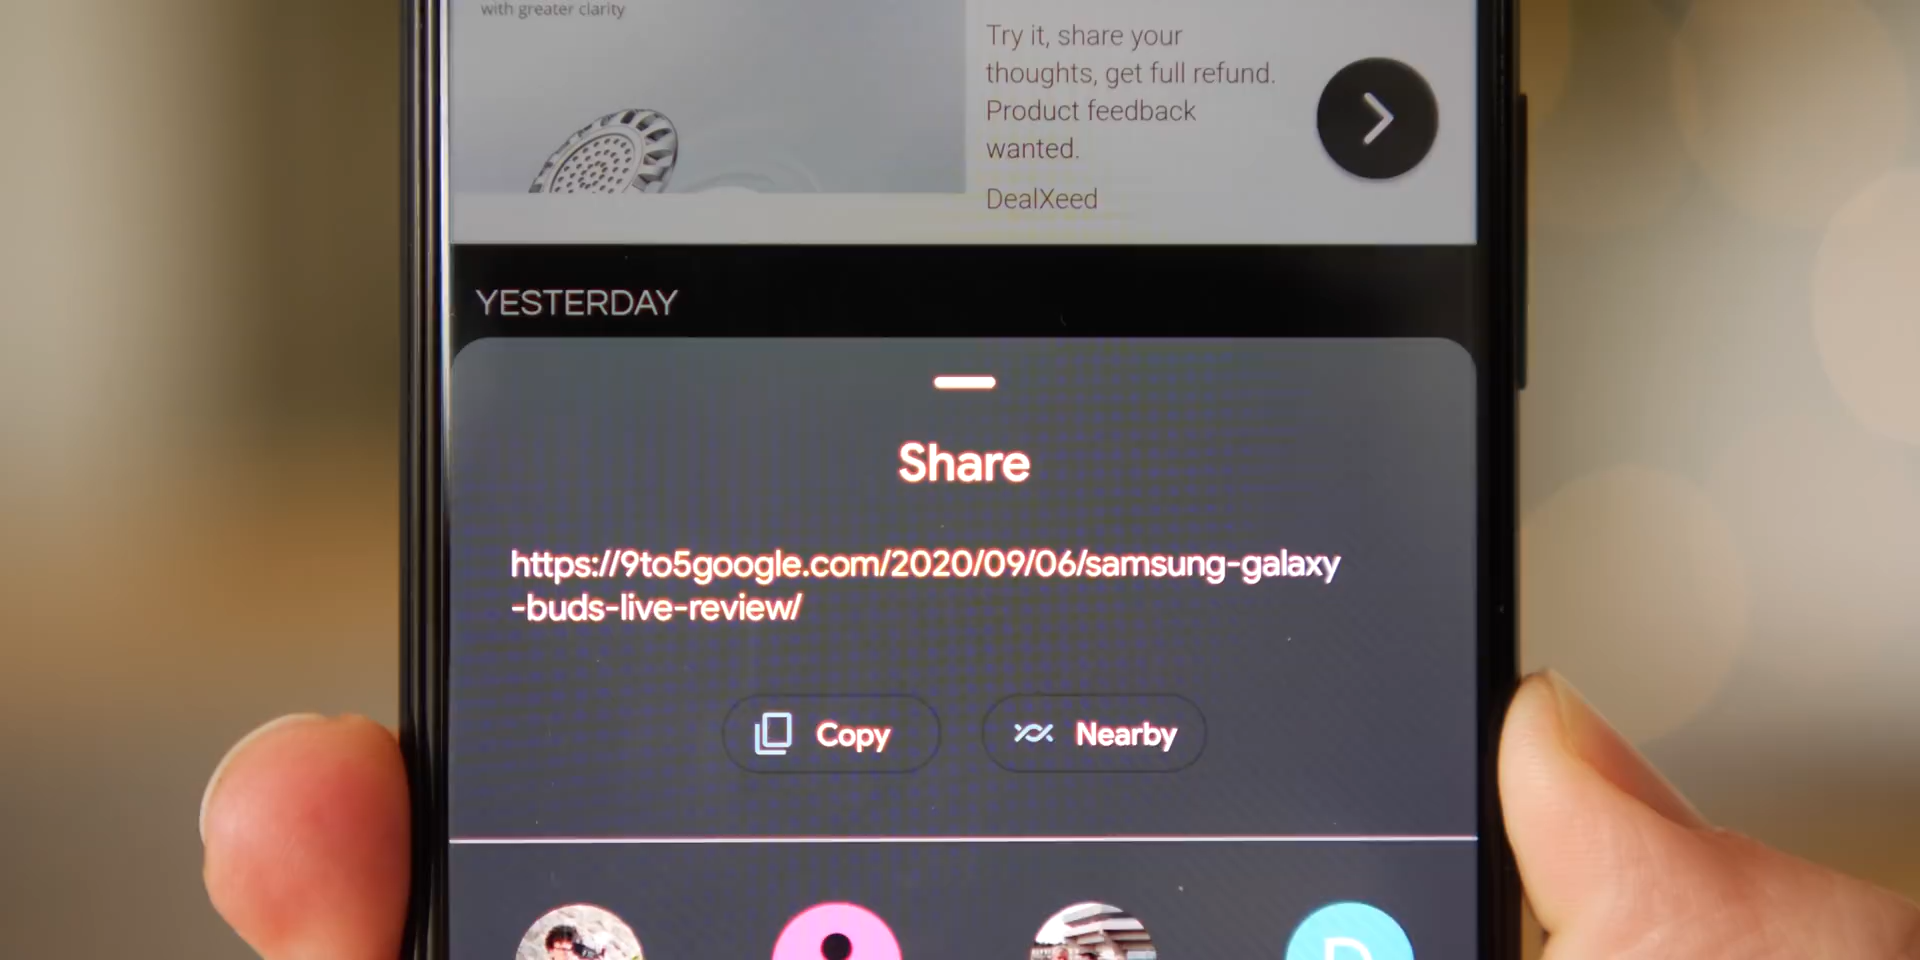 with greater clarity
Try it, share your
thoughts, get full refund.
Product feedback
wanted.
DealXeed
YESTERDAY
Share
https://9to5google.com/2020/09/06/samsung-galaxy
-buds-live-review/
Copy
Nearby
D